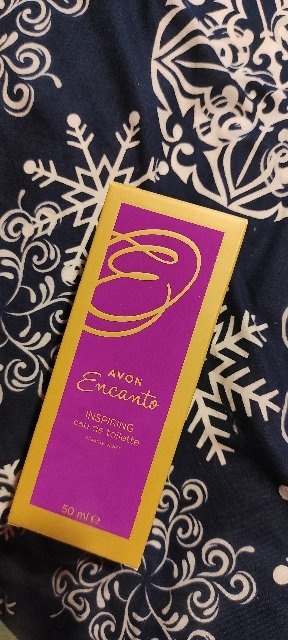 AVON
Encanto
INSPIRING
eau de toilette
50 ml e